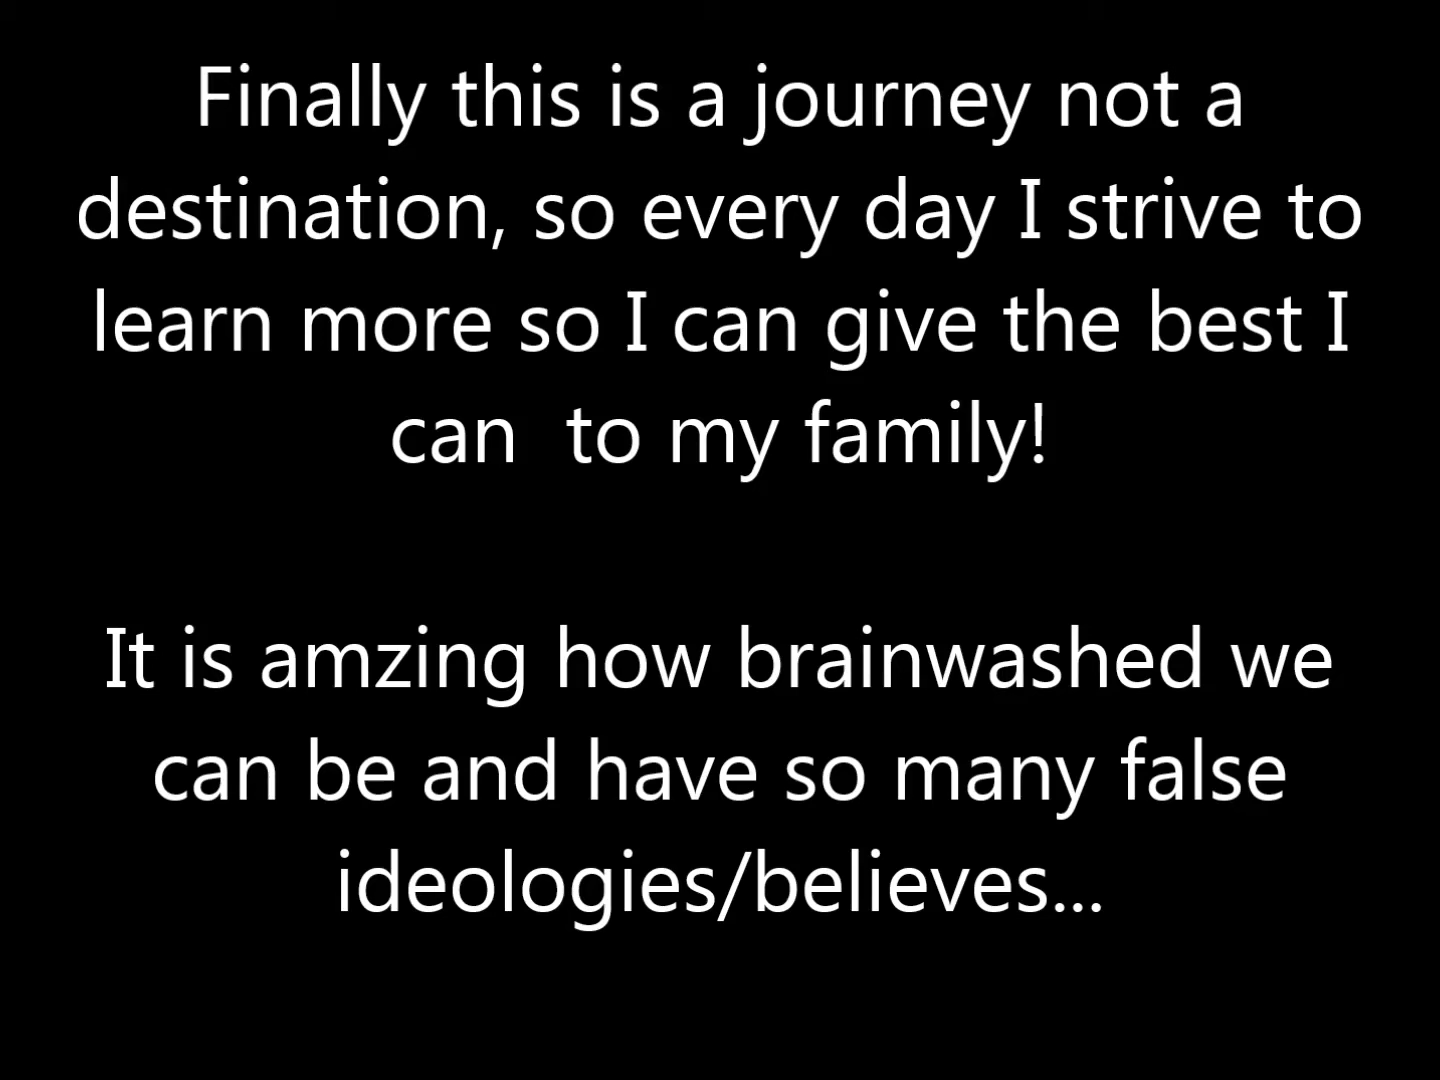 Finally this is a journey not a
destination, so every day I strive to
learn more so I can give the best I
can  to my family!
It is amzing how brainwashed we
can be and have so many false
ideologies/believes...